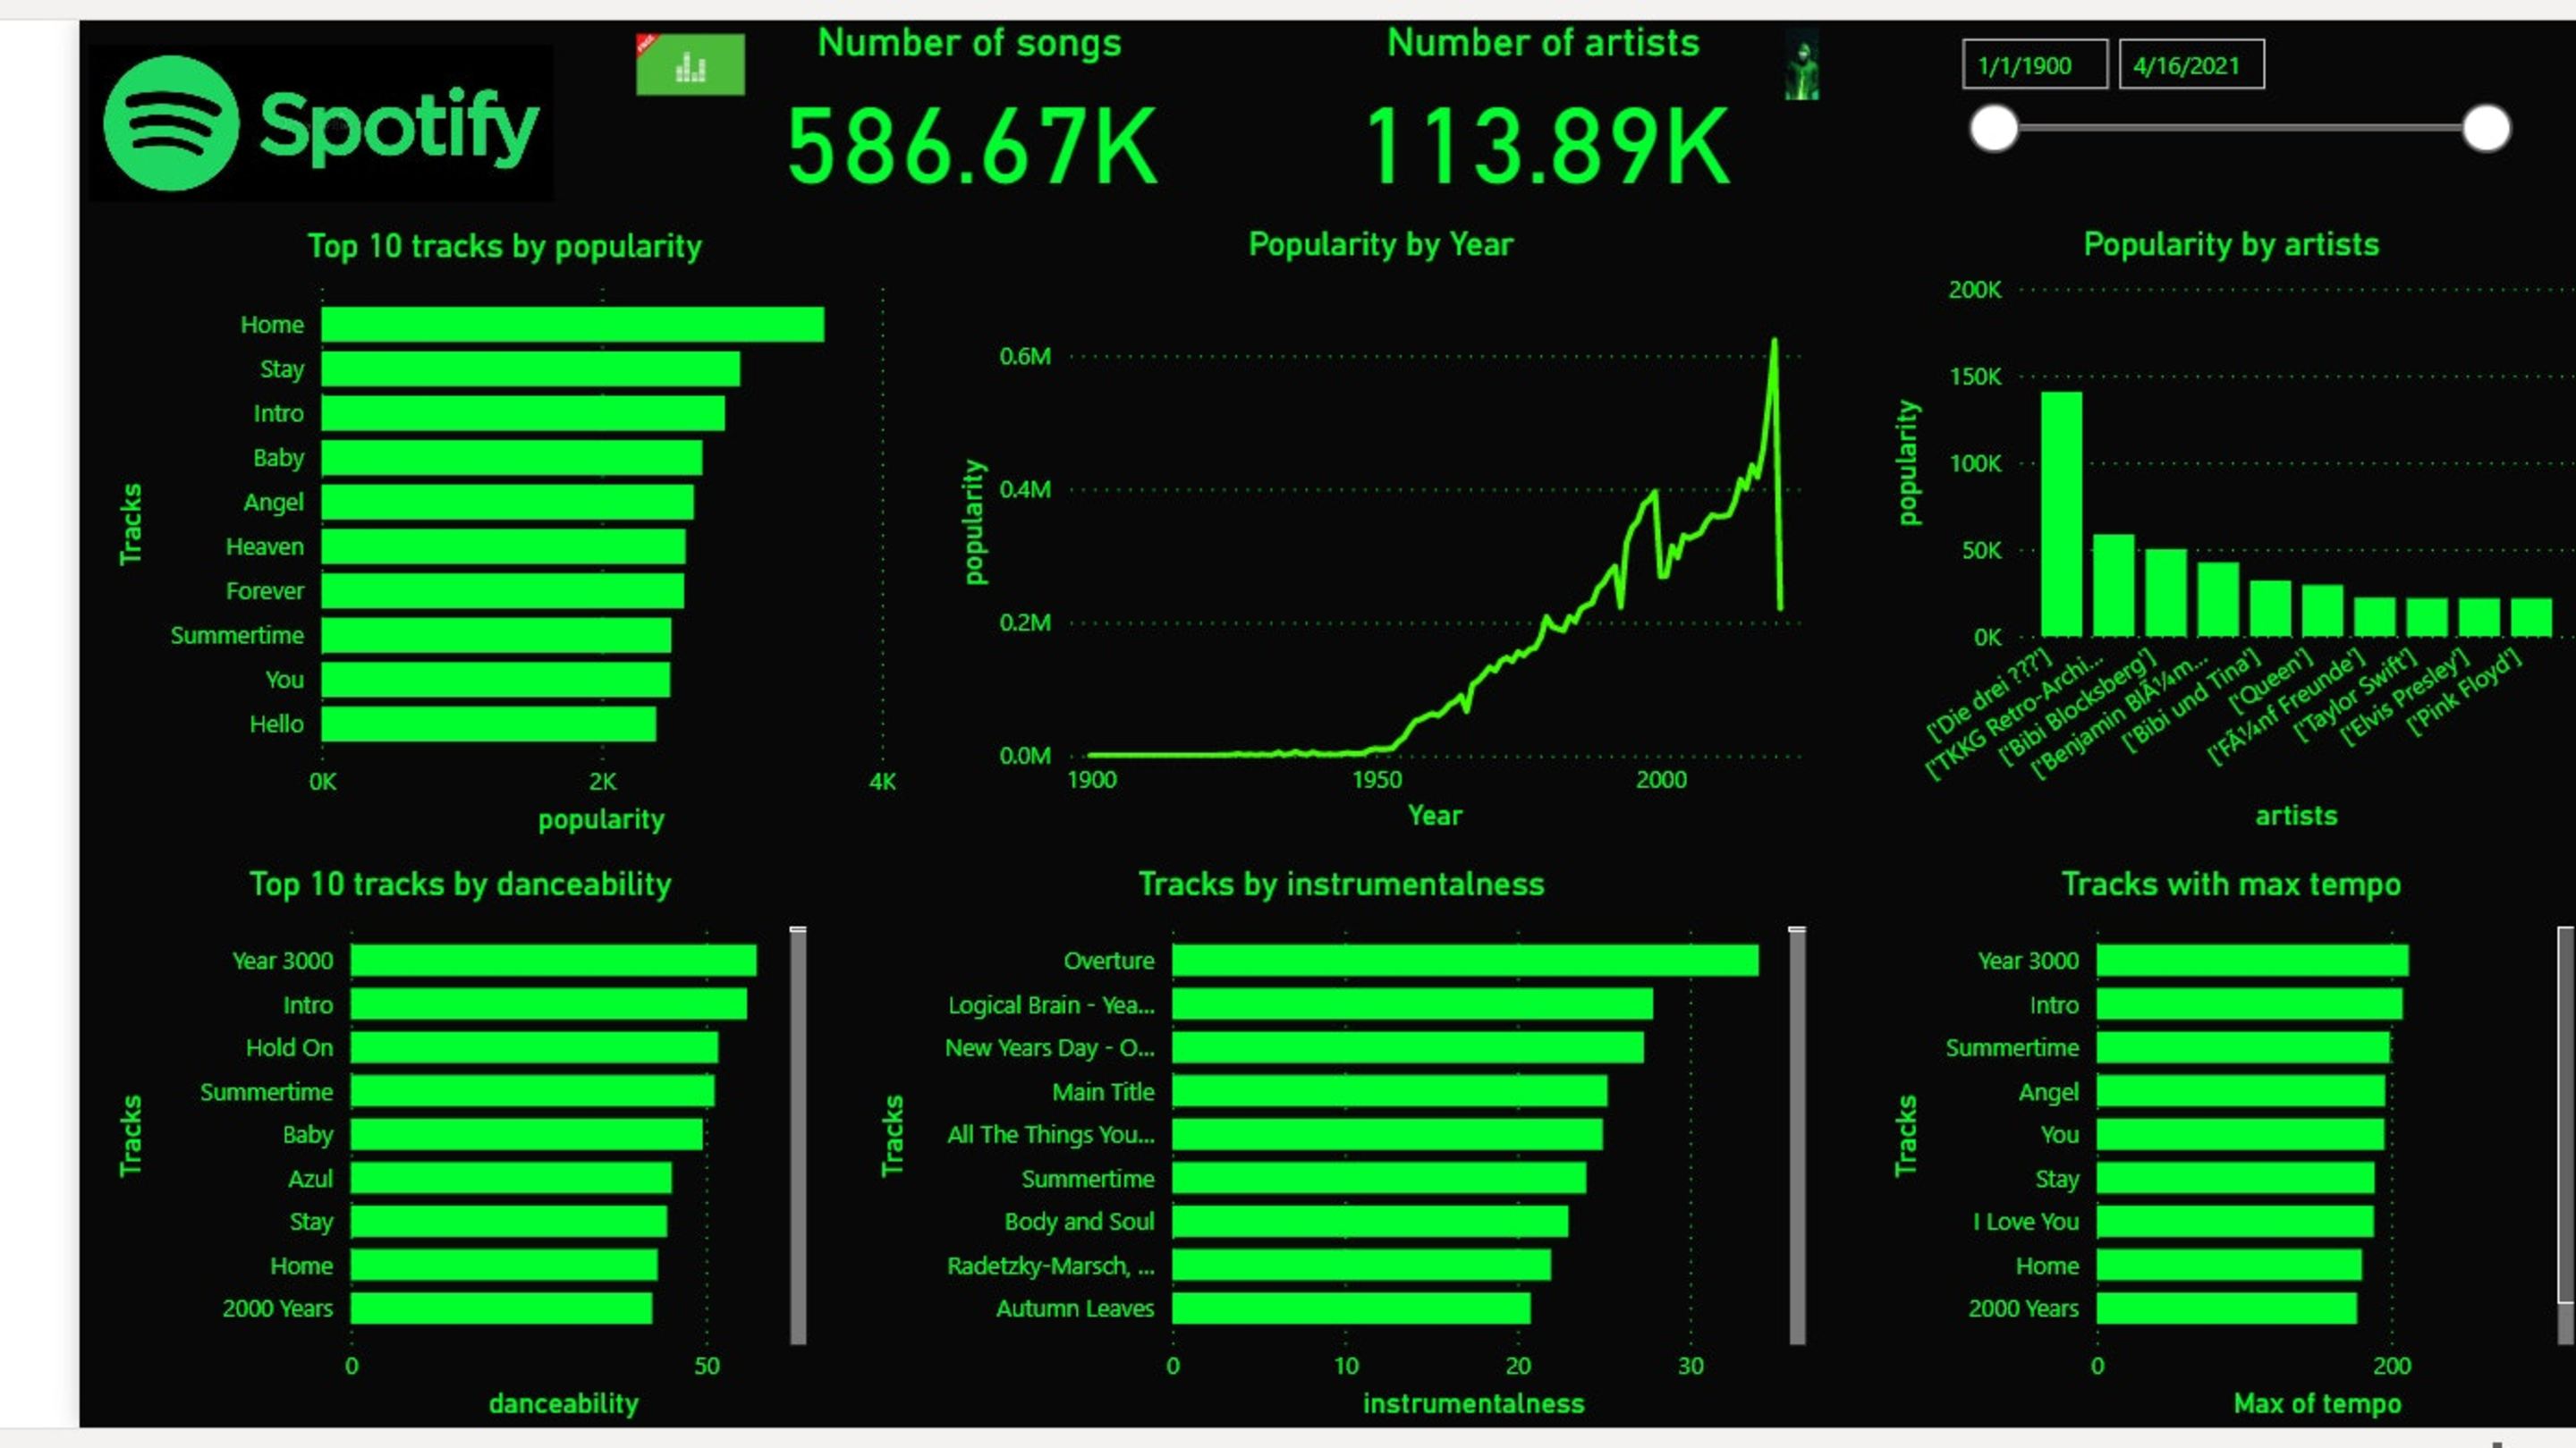 FREE
Spotify
Number of songs
586.67K
Number of artists
113.89K
1/1/1900
4/16/2021
Top 10 tracks by popularity
Tracks
Home
Stay
Intro
Baby
Angel
Heaven
Forever
Summertime
You
Hello
0K
2K
4K
popularity
Popularity by Year
popularity
0.6M
0.4M
0.2M
0.0M
1900
1950
2000
Year
Popularity by artists
popularity
200K
150K
100K
50K
0K
['Die drei ???']
['TKKG Retro-Archi...
['Bibi Blocksberg']
['Benjamin BlÃ¼m...
['Bibi und Tina']
['Queen']
['FÃ¼nf Freunde']
['Taylor Swift']
['Elvis Presley']
['Pink Floyd']
artists
Top 10 tracks by danceability
Tracks
Year 3000
Intro
Hold On
Summertime
Baby
Azul
Stay
Home
2000 Years
0
50
danceability
Tracks by instrumentalness
Tracks
Overture
Logical Brain - Yea...
New Years Day - O...
Main Title
All The Things You...
Summertime
Body and Soul
Radetzky-Marsch, ...
Autumn Leaves
0
10
20
30
instrumentalness
Tracks with max tempo
Tracks
Year 3000
Intro
Summertime
Angel
You
Stay
I Love You
Home
2000 Years
0
200
Max of tempo